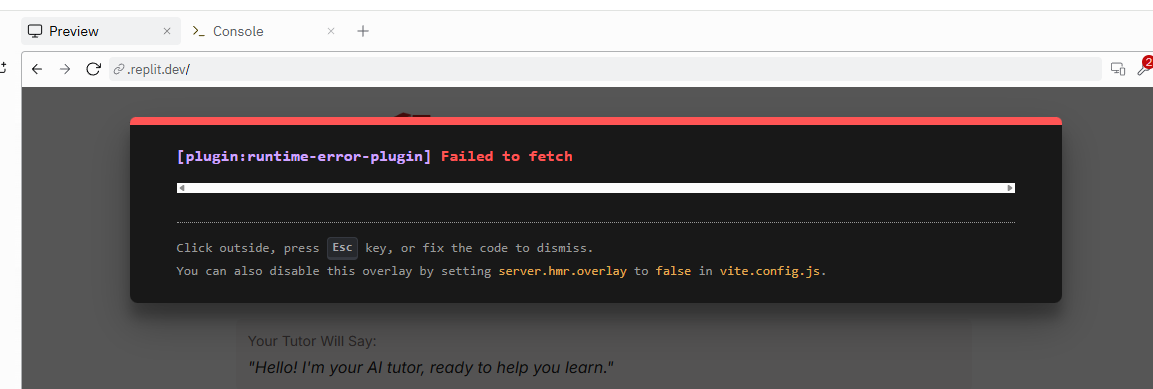 Preview × >_ Console × +
.replit.dev/ 2
[plugin:runtime-error-plugin] Failed to fetch
Click outside, press Esc key, or fix the code to dismiss.
You can also disable this overlay by setting server.hmr.overlay to false in vite.config.js.
Your Tutor Will Say:
"Hello! I'm your AI tutor, ready to help you learn."